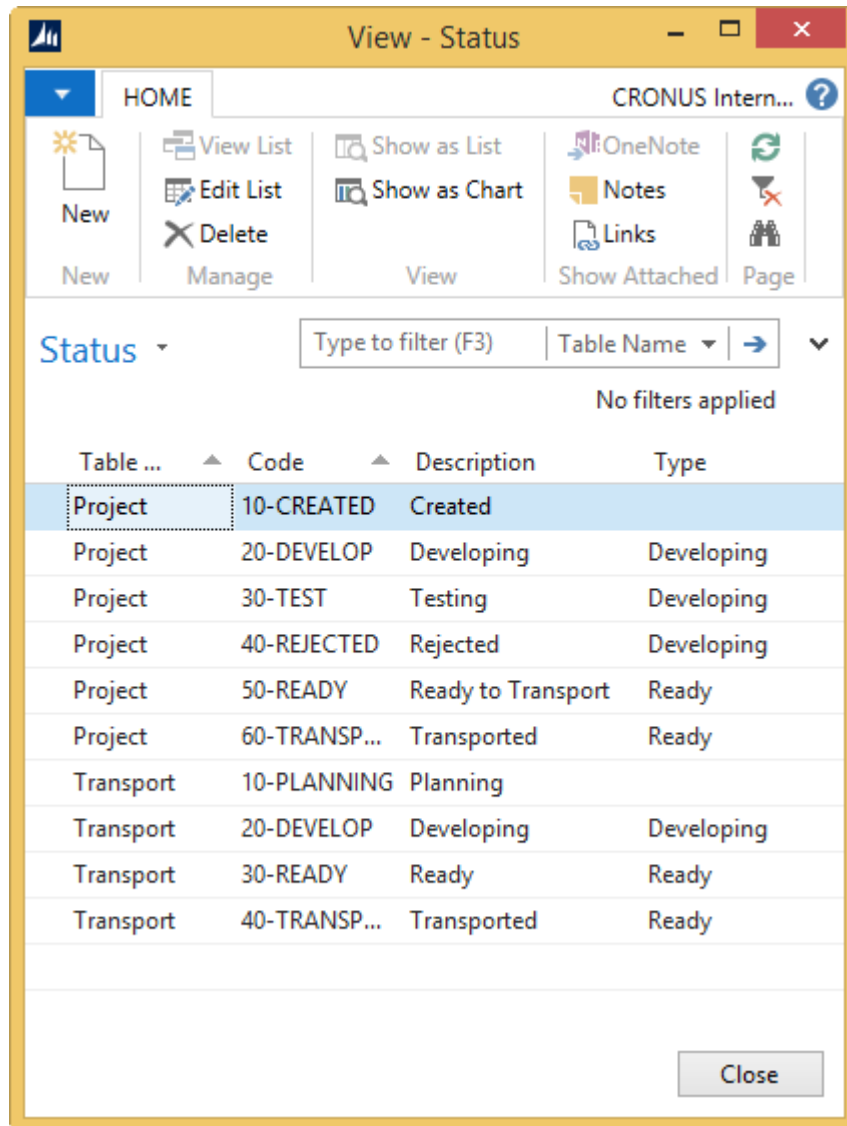 View - Status
HOME CRONUS Intern...
New
View List
Edit List
Delete
Show as List
Show as Chart
OneNote
Notes
Links
New Manage View Show Attached Page
Status Type to filter (F3) Table Name
No filters applied
Table ... Code Description Type
Project 10-CREATED Created
Project 20-DEVELOP Developing Developing
Project 30-TEST Testing Developing
Project 40-REJECTED Rejected Developing
Project 50-READY Ready to Transport Ready
Project 60-TRANSP... Transported Ready
Transport 10-PLANNING Planning
Transport 20-DEVELOP Developing Developing
Transport 30-READY Ready Ready
Transport 40-TRANSP... Transported Ready
Close